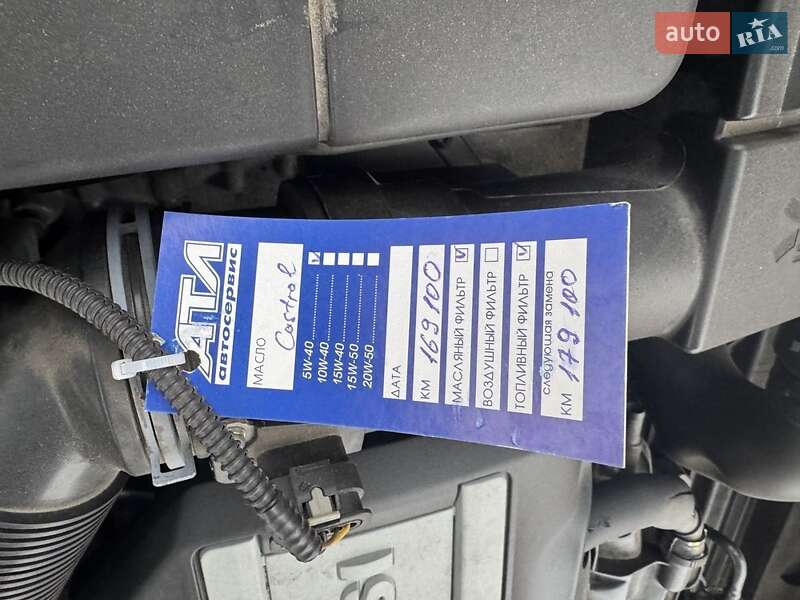 auto RIA.com
АТЛ
автосервис
МАСЛО
Castrol
5W-40
10W-40
15W-40
15W-50
20W-50
ДАТА
КМ 169 100
МАСЛЯНЫЙ ФИЛЬТР
ВОЗДУШНЫЙ ФИЛЬТР
ТОПЛИВНЫЙ ФИЛЬТР
следующая замена
КМ 179 100